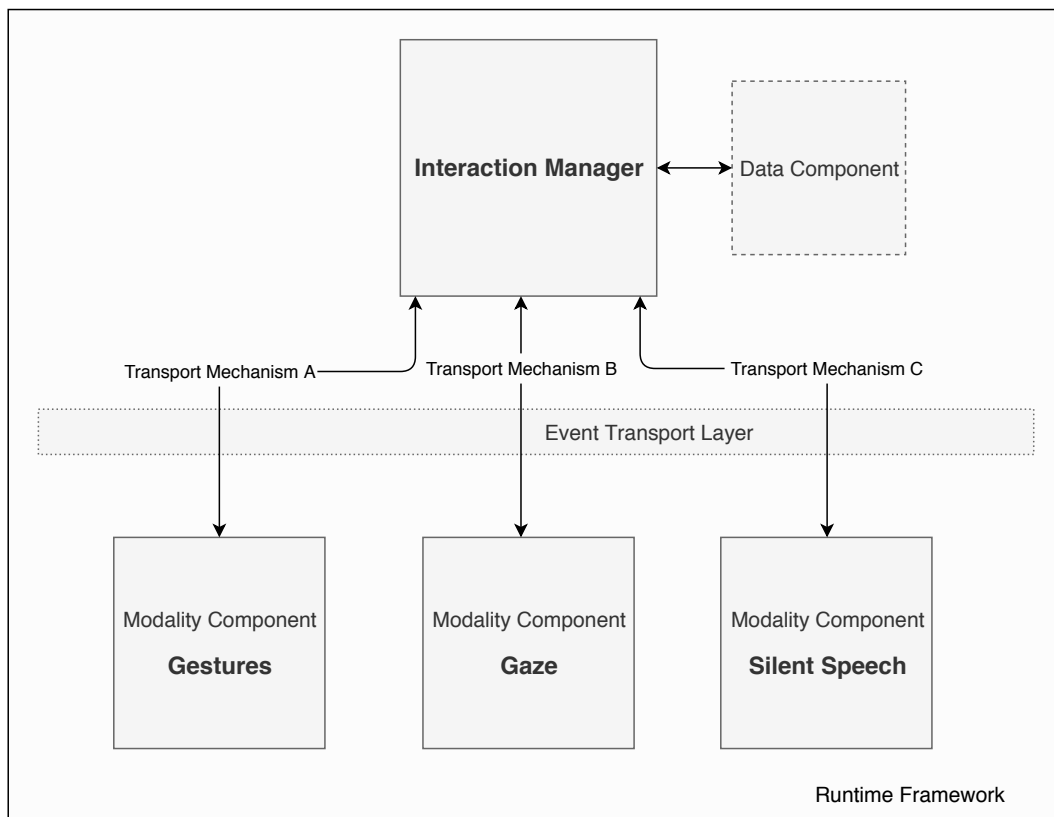 Interaction Manager
Data Component
Transport Mechanism A
Transport Mechanism B
Transport Mechanism C
Event Transport Layer
Modality Component
Gestures
Modality Component
Gaze
Modality Component
Silent Speech
Runtime Framework